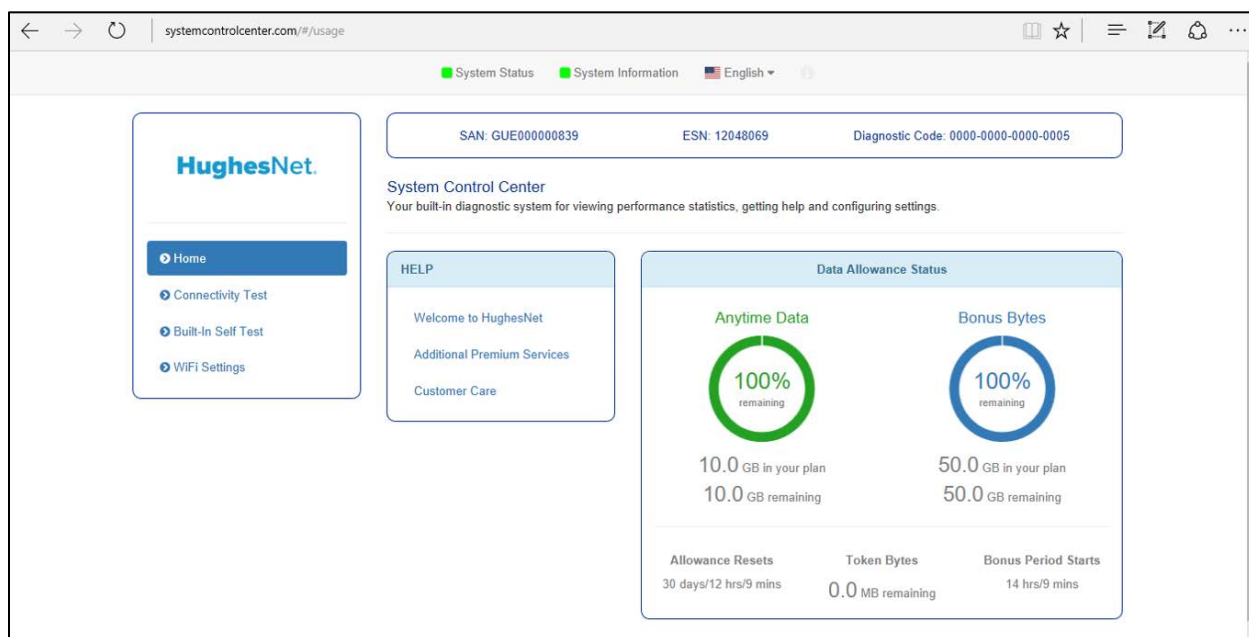 systemcontrolcenter.com/#/usage
System Status System Information English
HughesNet.
Home
Connectivity Test
Built-In Self Test
WiFi Settings
SAN: GUE000000839 ESN: 12048069 Diagnostic Code: 0000-0000-0000-0005
System Control Center
Your built-in diagnostic system for viewing performance statistics, getting help and configuring settings.
HELP
Welcome to HughesNet
Additional Premium Services
Customer Care
Data Allowance Status
Anytime Data
100%
remaining
10.0 GB in your plan
10.0 GB remaining
Bonus Bytes
100%
remaining
50.0 GB in your plan
50.0 GB remaining
Allowance Resets
30 days/12 hrs/9 mins
Token Bytes
0.0 MB remaining
Bonus Period Starts
14 hrs/9 mins